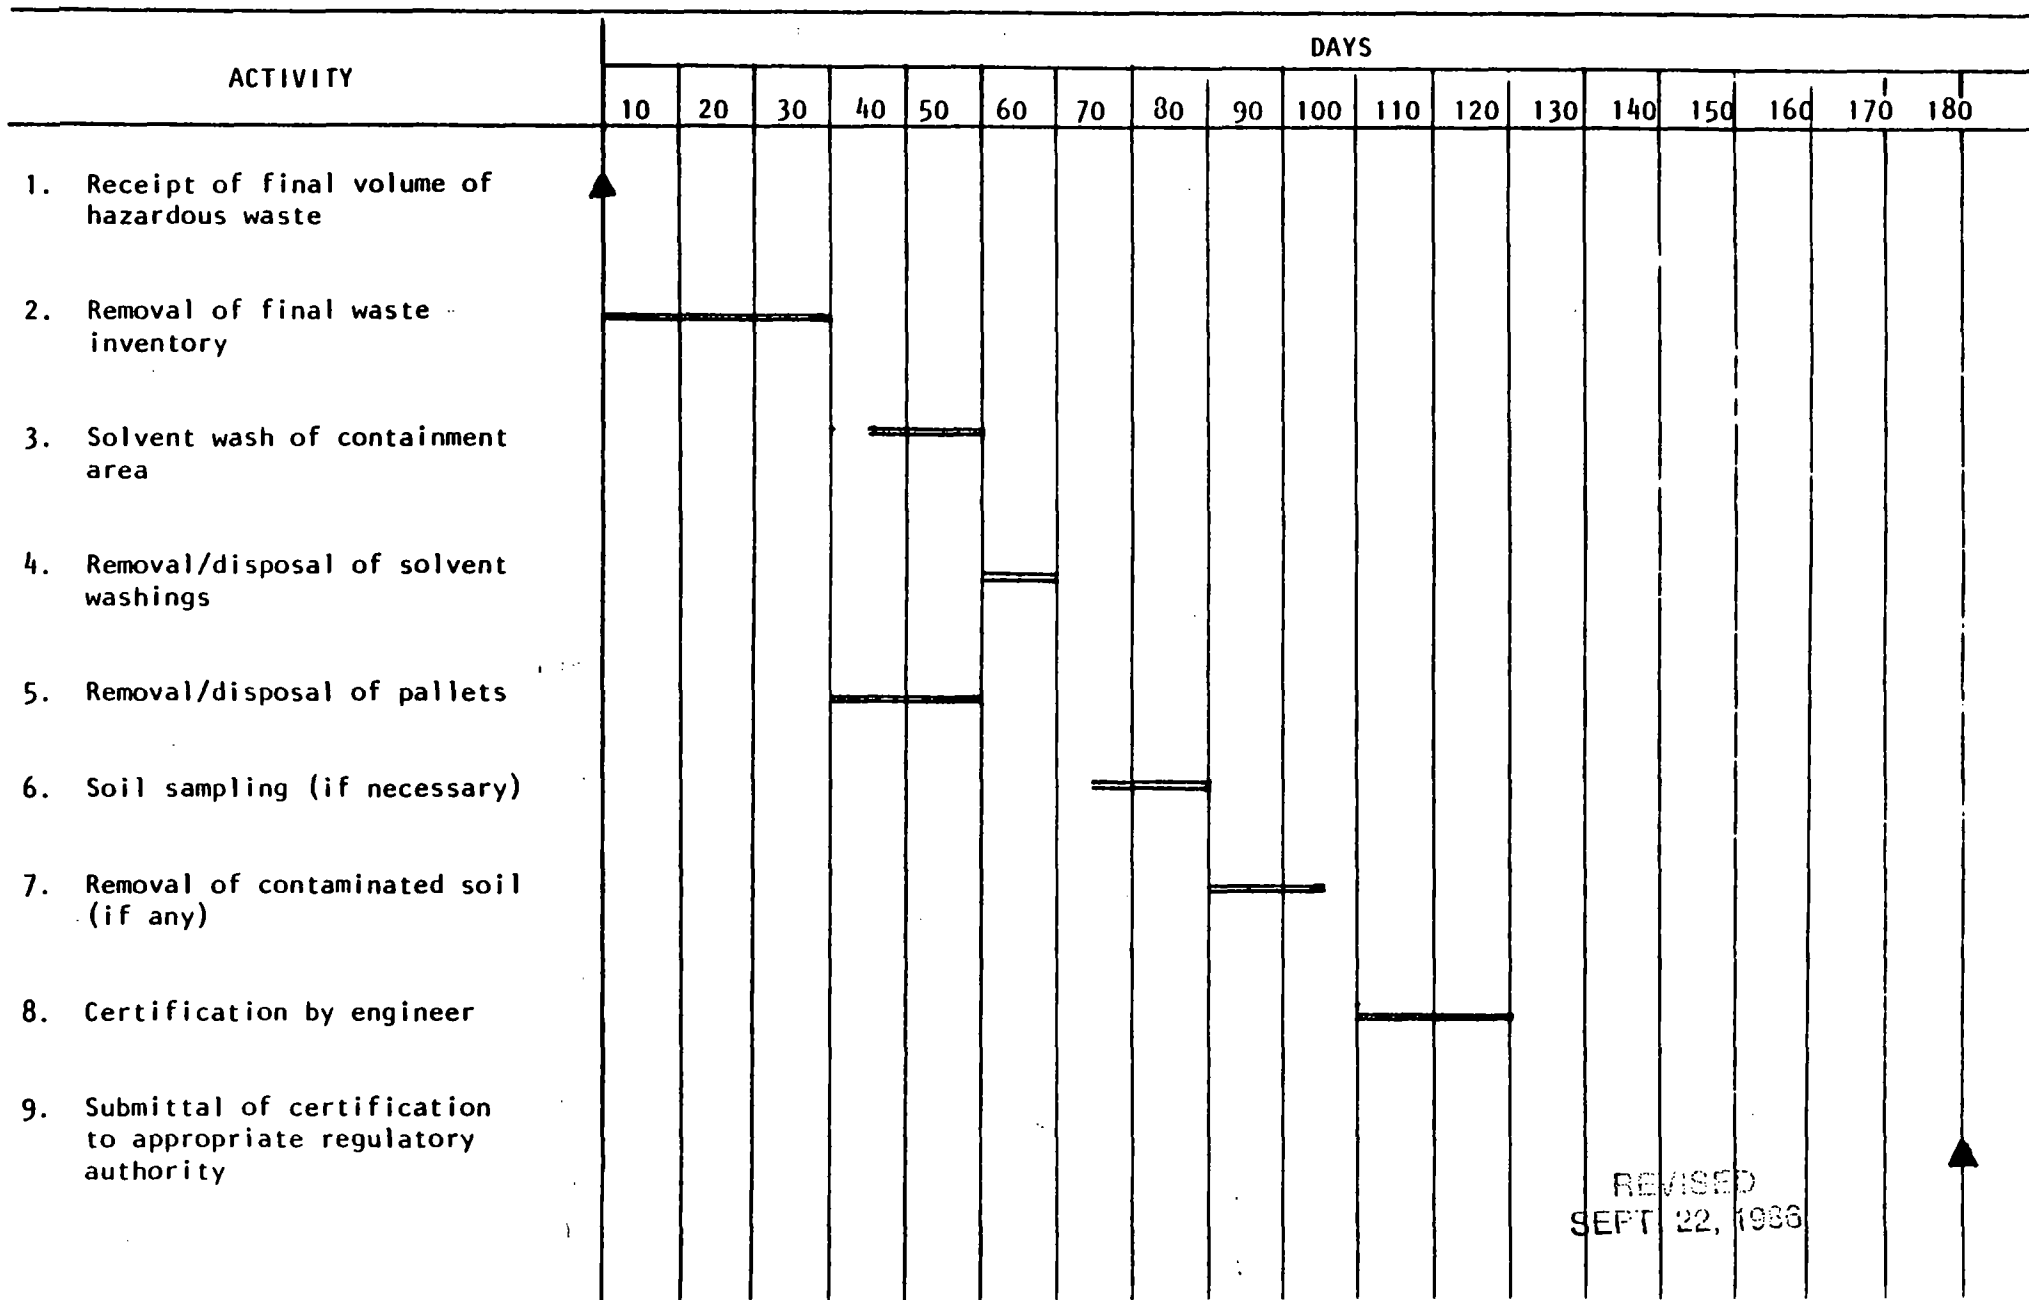 DAYS
ACTIVITY
10 20 30 40 50 60 70 80 90 100 110 120 130 140 150 160 170 180
1. Receipt of final volume of
hazardous waste
2. Removal of final waste
inventory
3. Solvent wash of containment
area
4. Removal/disposal of solvent
washings
5. Removal/disposal of pallets
6. Soil sampling (if necessary)
7. Removal of contaminated soil
(if any)
8. Certification by engineer
9. Submittal of certification
to appropriate regulatory
authority
REVISED
SEPT. 22, 1986